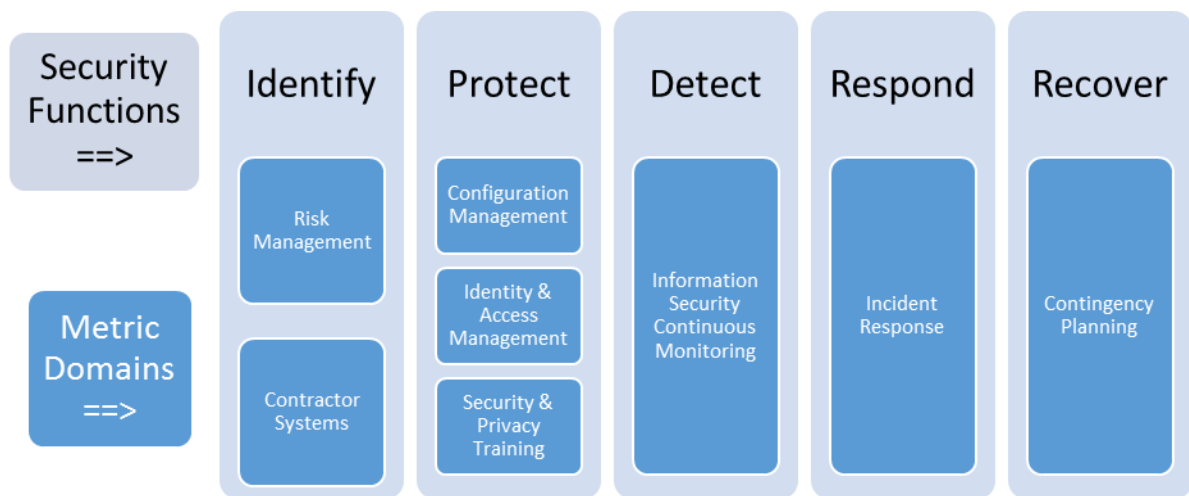 Security
Functions
==>
Identify
Protect
Detect
Respond
Recover
Metric
Domains
==>
Risk
Management
Contractor
Systems
Configuration
Management
Identity &
Access
Management
Security &
Privacy
Training
Information
Security
Continuous
Monitoring
Incident
Response
Contingency
Planning